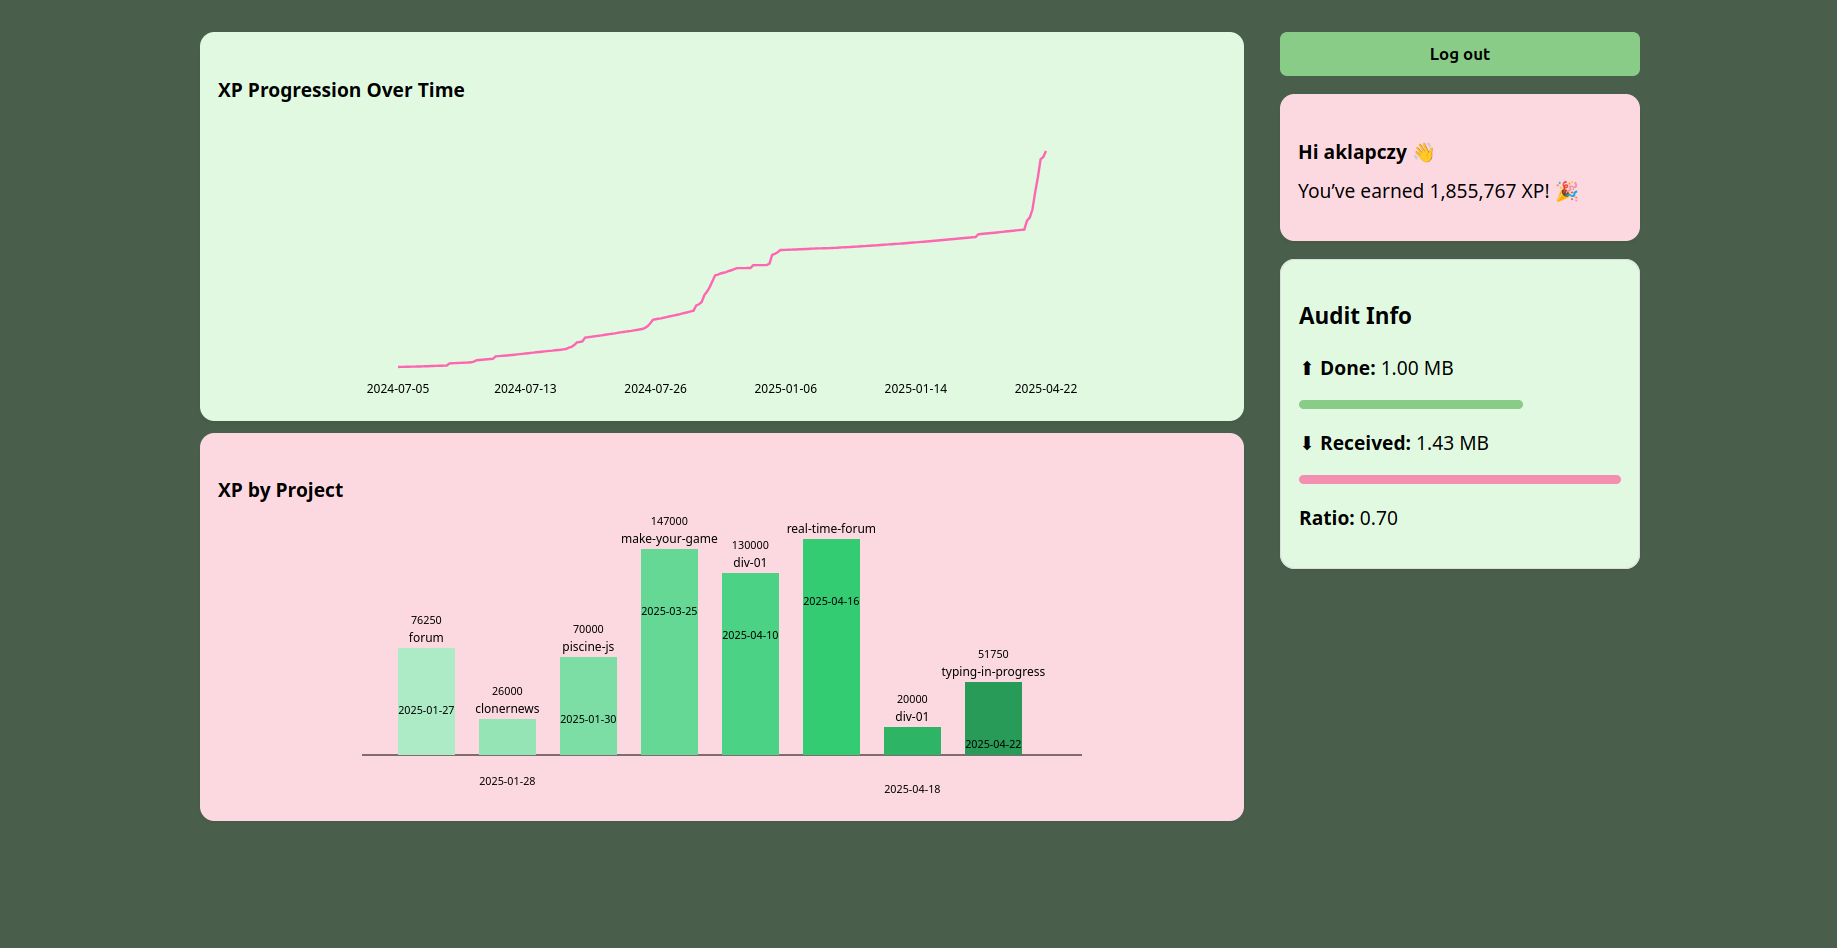 XP Progression Over Time
2024-07-05 2024-07-13 2024-07-26 2025-01-06 2025-01-14 2025-04-22
XP by Project
76250
forum
2025-01-27
26000
clonernews
2025-01-28
70000
piscine-js
2025-01-30
147000
make-your-game
2025-03-25
130000
div-01
2025-04-10
real-time-forum
2025-04-16
20000
div-01
2025-04-18
51750
typing-in-progress
2025-04-22
Log out
Hi aklapczy 👋
You’ve earned 1,855,767 XP! 🎉
Audit Info
⬆ Done: 1.00 MB
⬇ Received: 1.43 MB
Ratio: 0.70